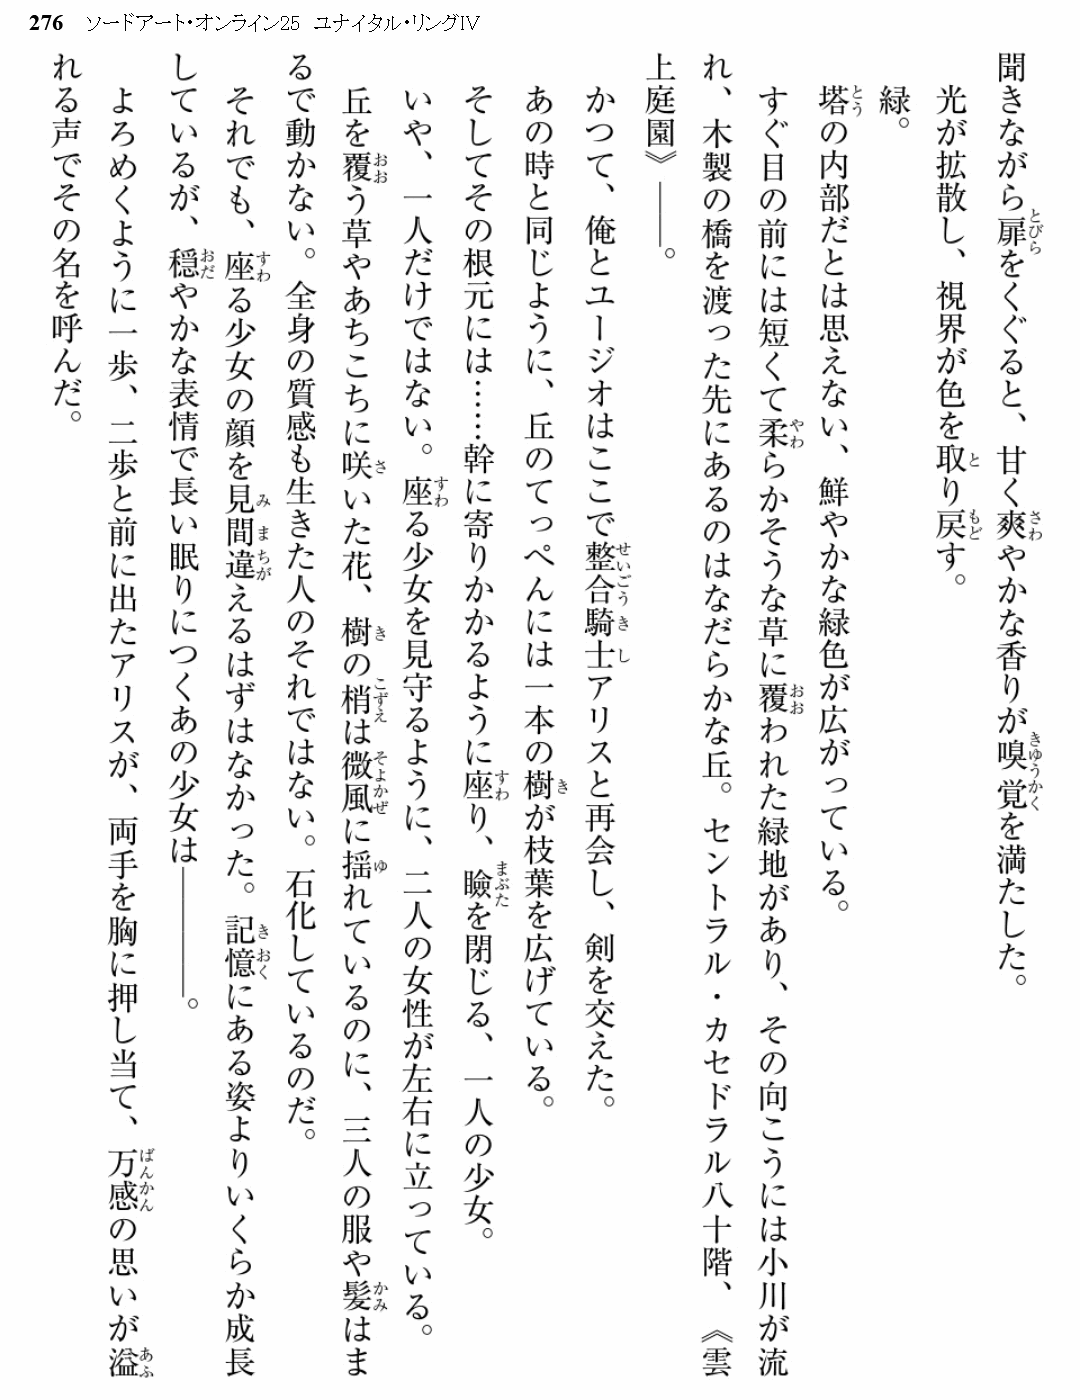 276 ソードアート・オンライン25 ユナイタル・リングⅣ
聞きながら扉をくぐると、甘く爽やかな香りが嗅覚を満たした。
光が拡散し、視界が色を取り戻す。
緑。
塔の内部だとは思えない、鮮やかな緑色が広がっている。
すぐ目の前には短くて柔らかそうな草に覆われた緑地があり、その向こうには小川が流
れ、木製の橋を渡った先にあるのはなだらかな丘。セントラル・カセドラル八十階、《雲
上庭園》――。
かつて、俺とユージオはここで整合騎士アリスと再会し、剣を交えた。
あの時と同じように、丘のてっぺんには一本の樹が枝葉を広げている。
そしてその根元には……幹に寄りかかるように座り、瞼を閉じる、一人の少女。
いや、一人だけではない。座る少女を見守るように、二人の女性が左右に立っている。
丘を覆う草やあちこちに咲いた花、樹の梢は微風に揺れているのに、三人の服や髪はま
るで動かない。全身の質感も生きた人のそれではない。石化しているのだ。
それでも、座る少女の顔を見間違えるはずはなかった。記憶にある姿よりいくらか成長
しているが、穏やかな表情で長い眠りにつくあの少女は――――。
よろめくように一歩、二歩と前に出たアリスが、両手を胸に押し当て、万感の思いが溢
れる声でその名を呼んだ。